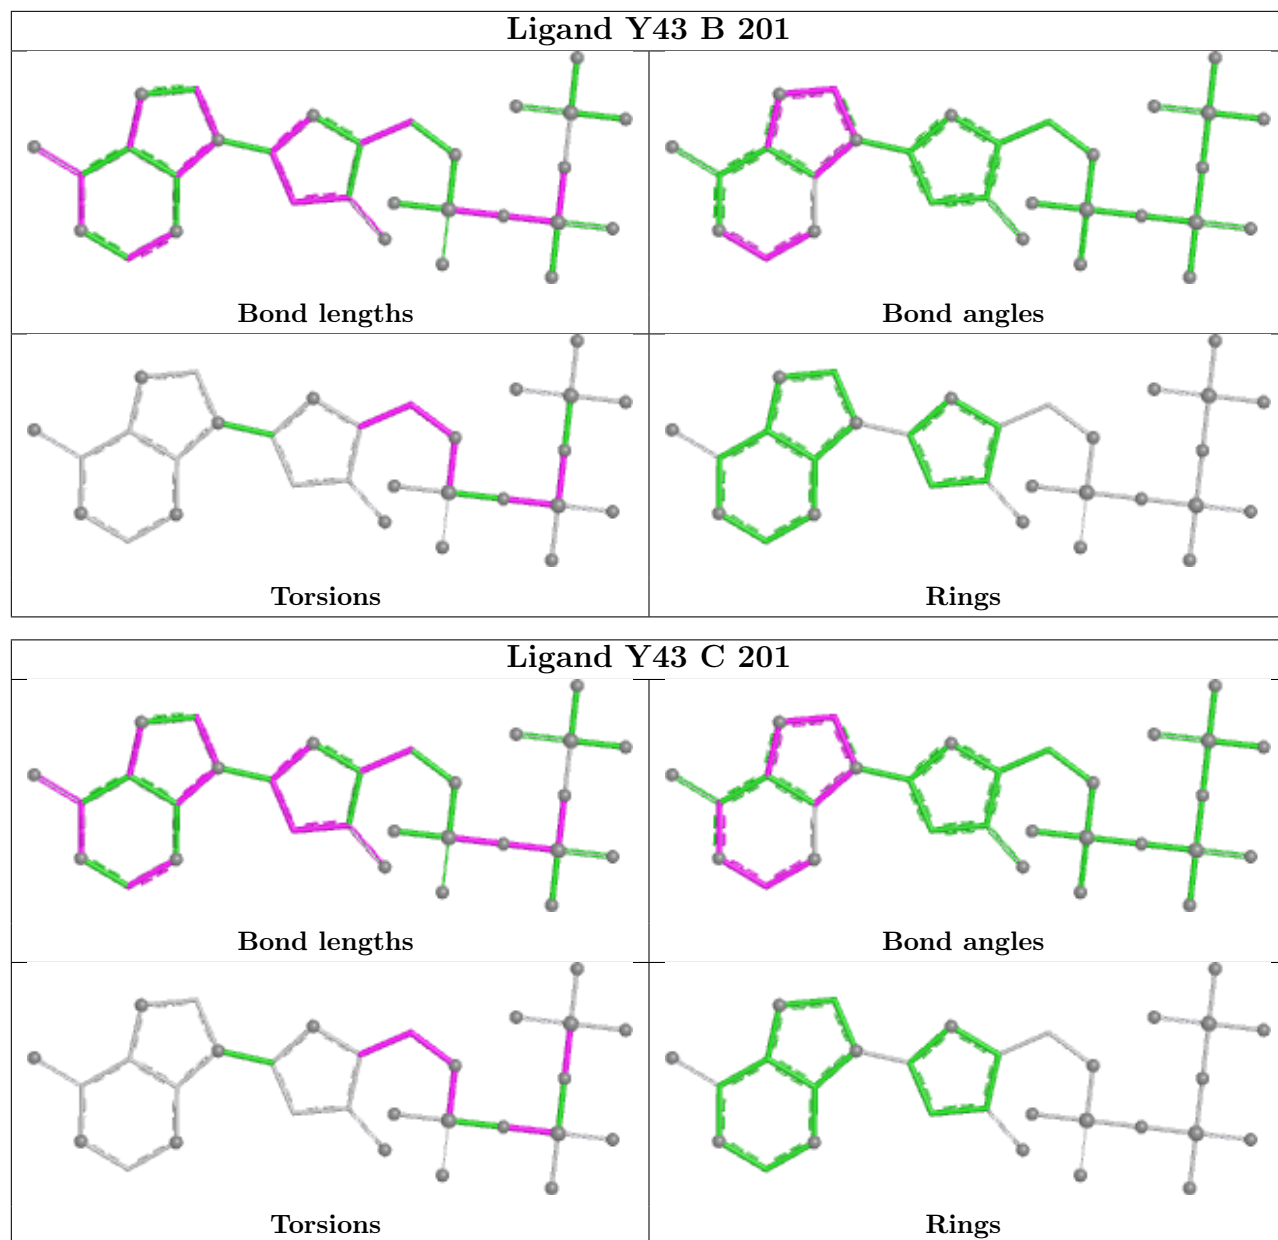 Ligand Y43 B 201
Bond lengths
Bond angles
Torsions
Rings
Ligand Y43 C 201
Bond lengths
Bond angles
Torsions
Rings